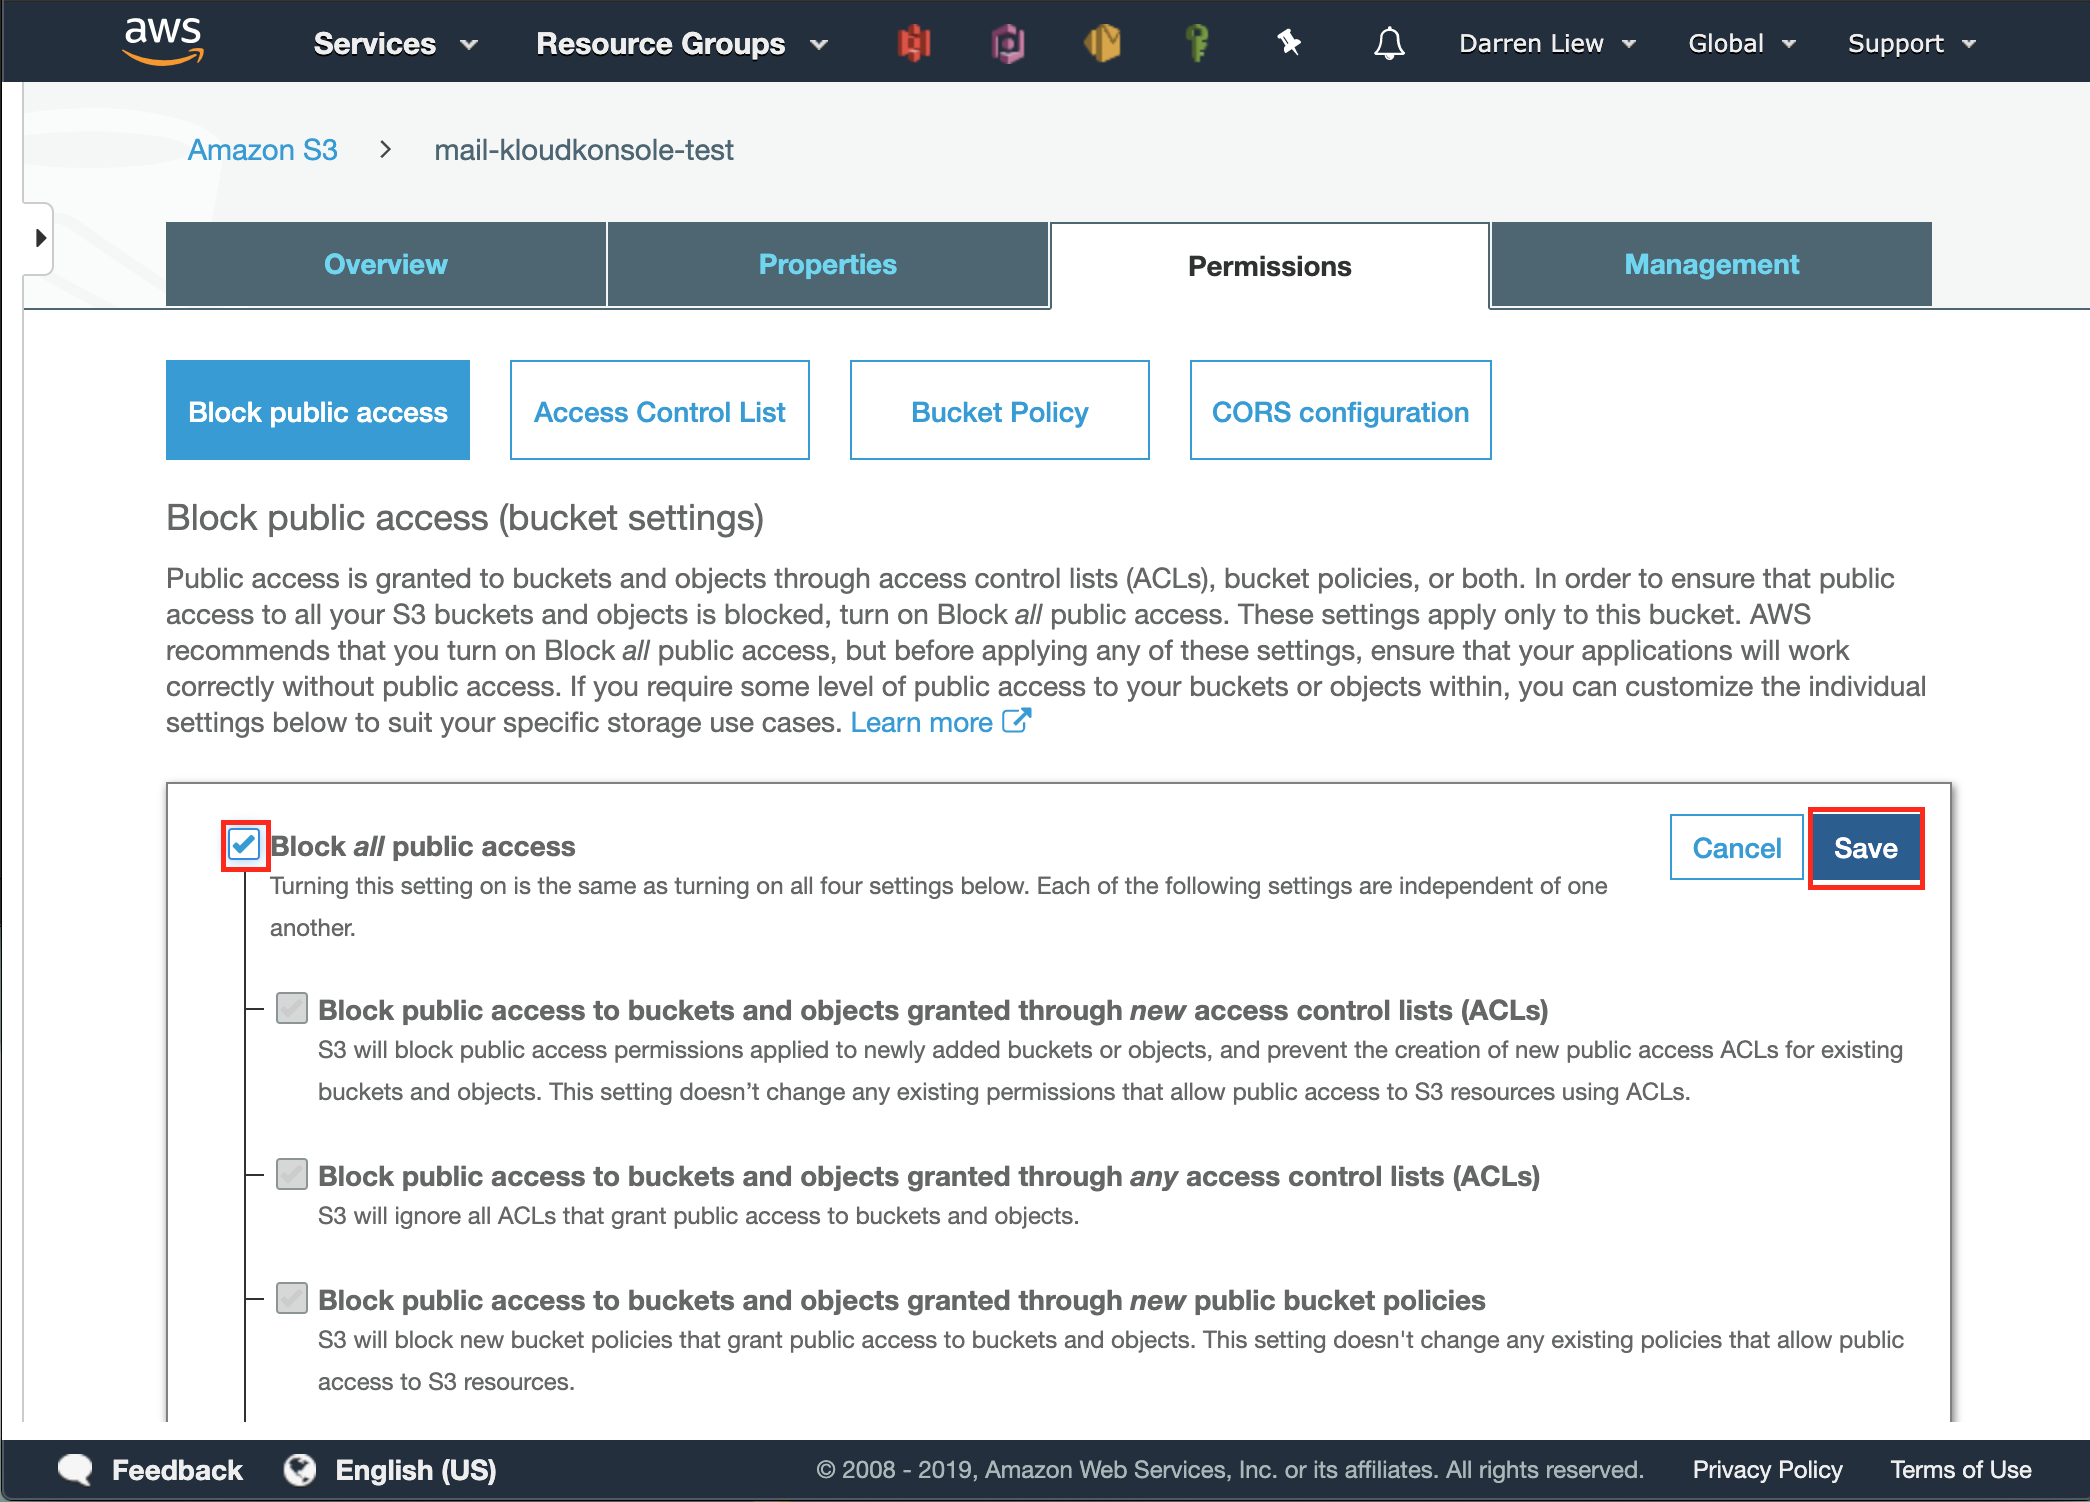 aws Services Resource Groups Darren Liew Global Support
Amazon S3 > mail-kloudkonsole-test
Overview Properties Permissions Management
Block public access Access Control List Bucket Policy CORS configuration
Block public access (bucket settings)
Public access is granted to buckets and objects through access control lists (ACLs), bucket policies, or both. In order to ensure that public
access to all your S3 buckets and objects is blocked, turn on Block all public access. These settings apply only to this bucket. AWS
recommends that you turn on Block all public access, but before applying any of these settings, ensure that your applications will work
correctly without public access. If you require some level of public access to your buckets or objects within, you can customize the individual
settings below to suit your specific storage use cases. Learn more
Block all public access Cancel Save
Turning this setting on is the same as turning on all four settings below. Each of the following settings are independent of one
another.
Block public access to buckets and objects granted through new access control lists (ACLs)
S3 will block public access permissions applied to newly added buckets or objects, and prevent the creation of new public access ACLs for existing
buckets and objects. This setting doesn’t change any existing permissions that allow public access to S3 resources using ACLs.
Block public access to buckets and objects granted through any access control lists (ACLs)
S3 will ignore all ACLs that grant public access to buckets and objects.
Block public access to buckets and objects granted through new public bucket policies
S3 will block new bucket policies that grant public access to buckets and objects. This setting doesn't change any existing policies that allow public
access to S3 resources.
Feedback English (US) © 2008 - 2019, Amazon Web Services, Inc. or its affiliates. All rights reserved. Privacy Policy Terms of Use